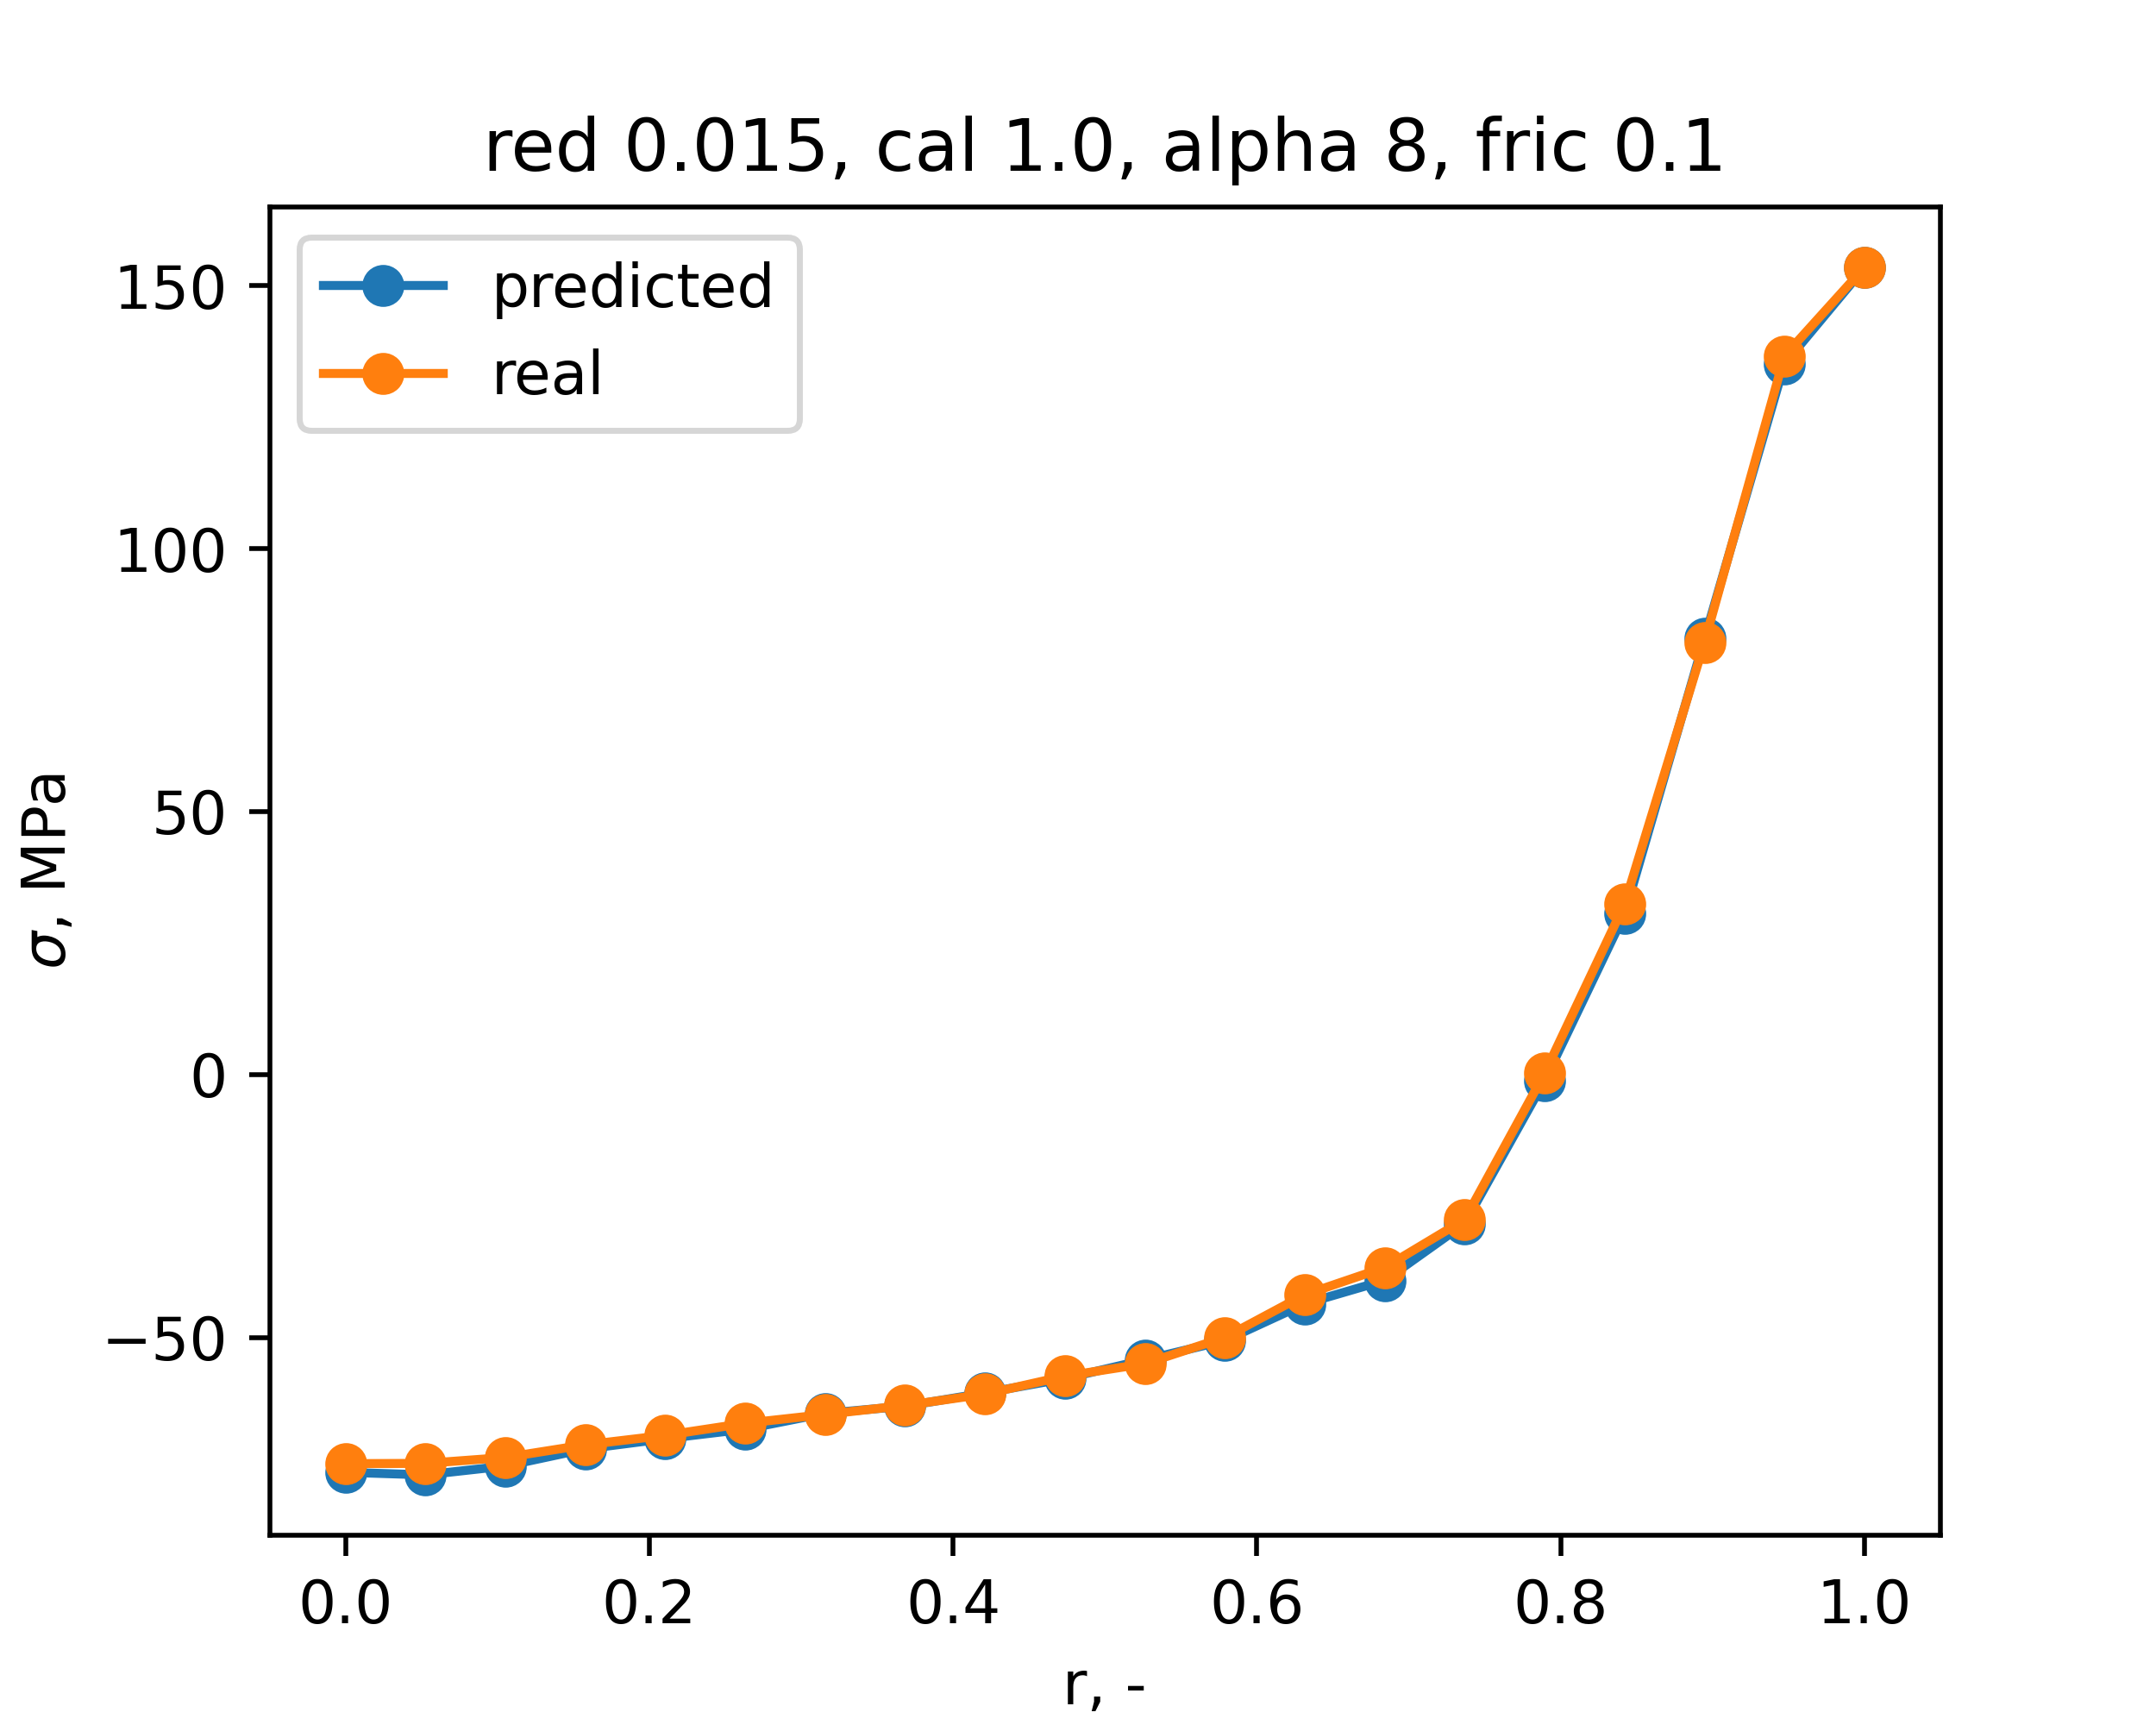 red 0.015, cal 1.0, alpha 8, fric 0.1
predicted
real
150
100
50
0
−50
σ, MPa
0.0 0.2 0.4 0.6 0.8 1.0
r, -